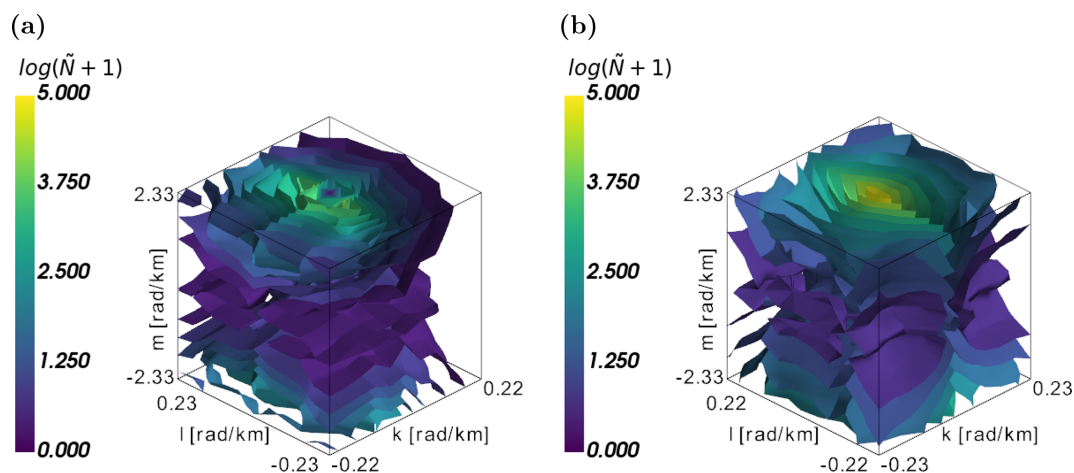 (a)
log(Ñ + 1)
5.000
3.750
2.500
1.250
0.000
2.33
m [rad/km]
-2.33
0.23
l [rad/km]
-0.23
-0.22
k [rad/km]
0.22
(b)
log(Ñ + 1)
5.000
3.750
2.500
1.250
0.000
2.33
m [rad/km]
-2.33
0.22
l [rad/km]
-0.22
-0.23
k [rad/km]
0.23